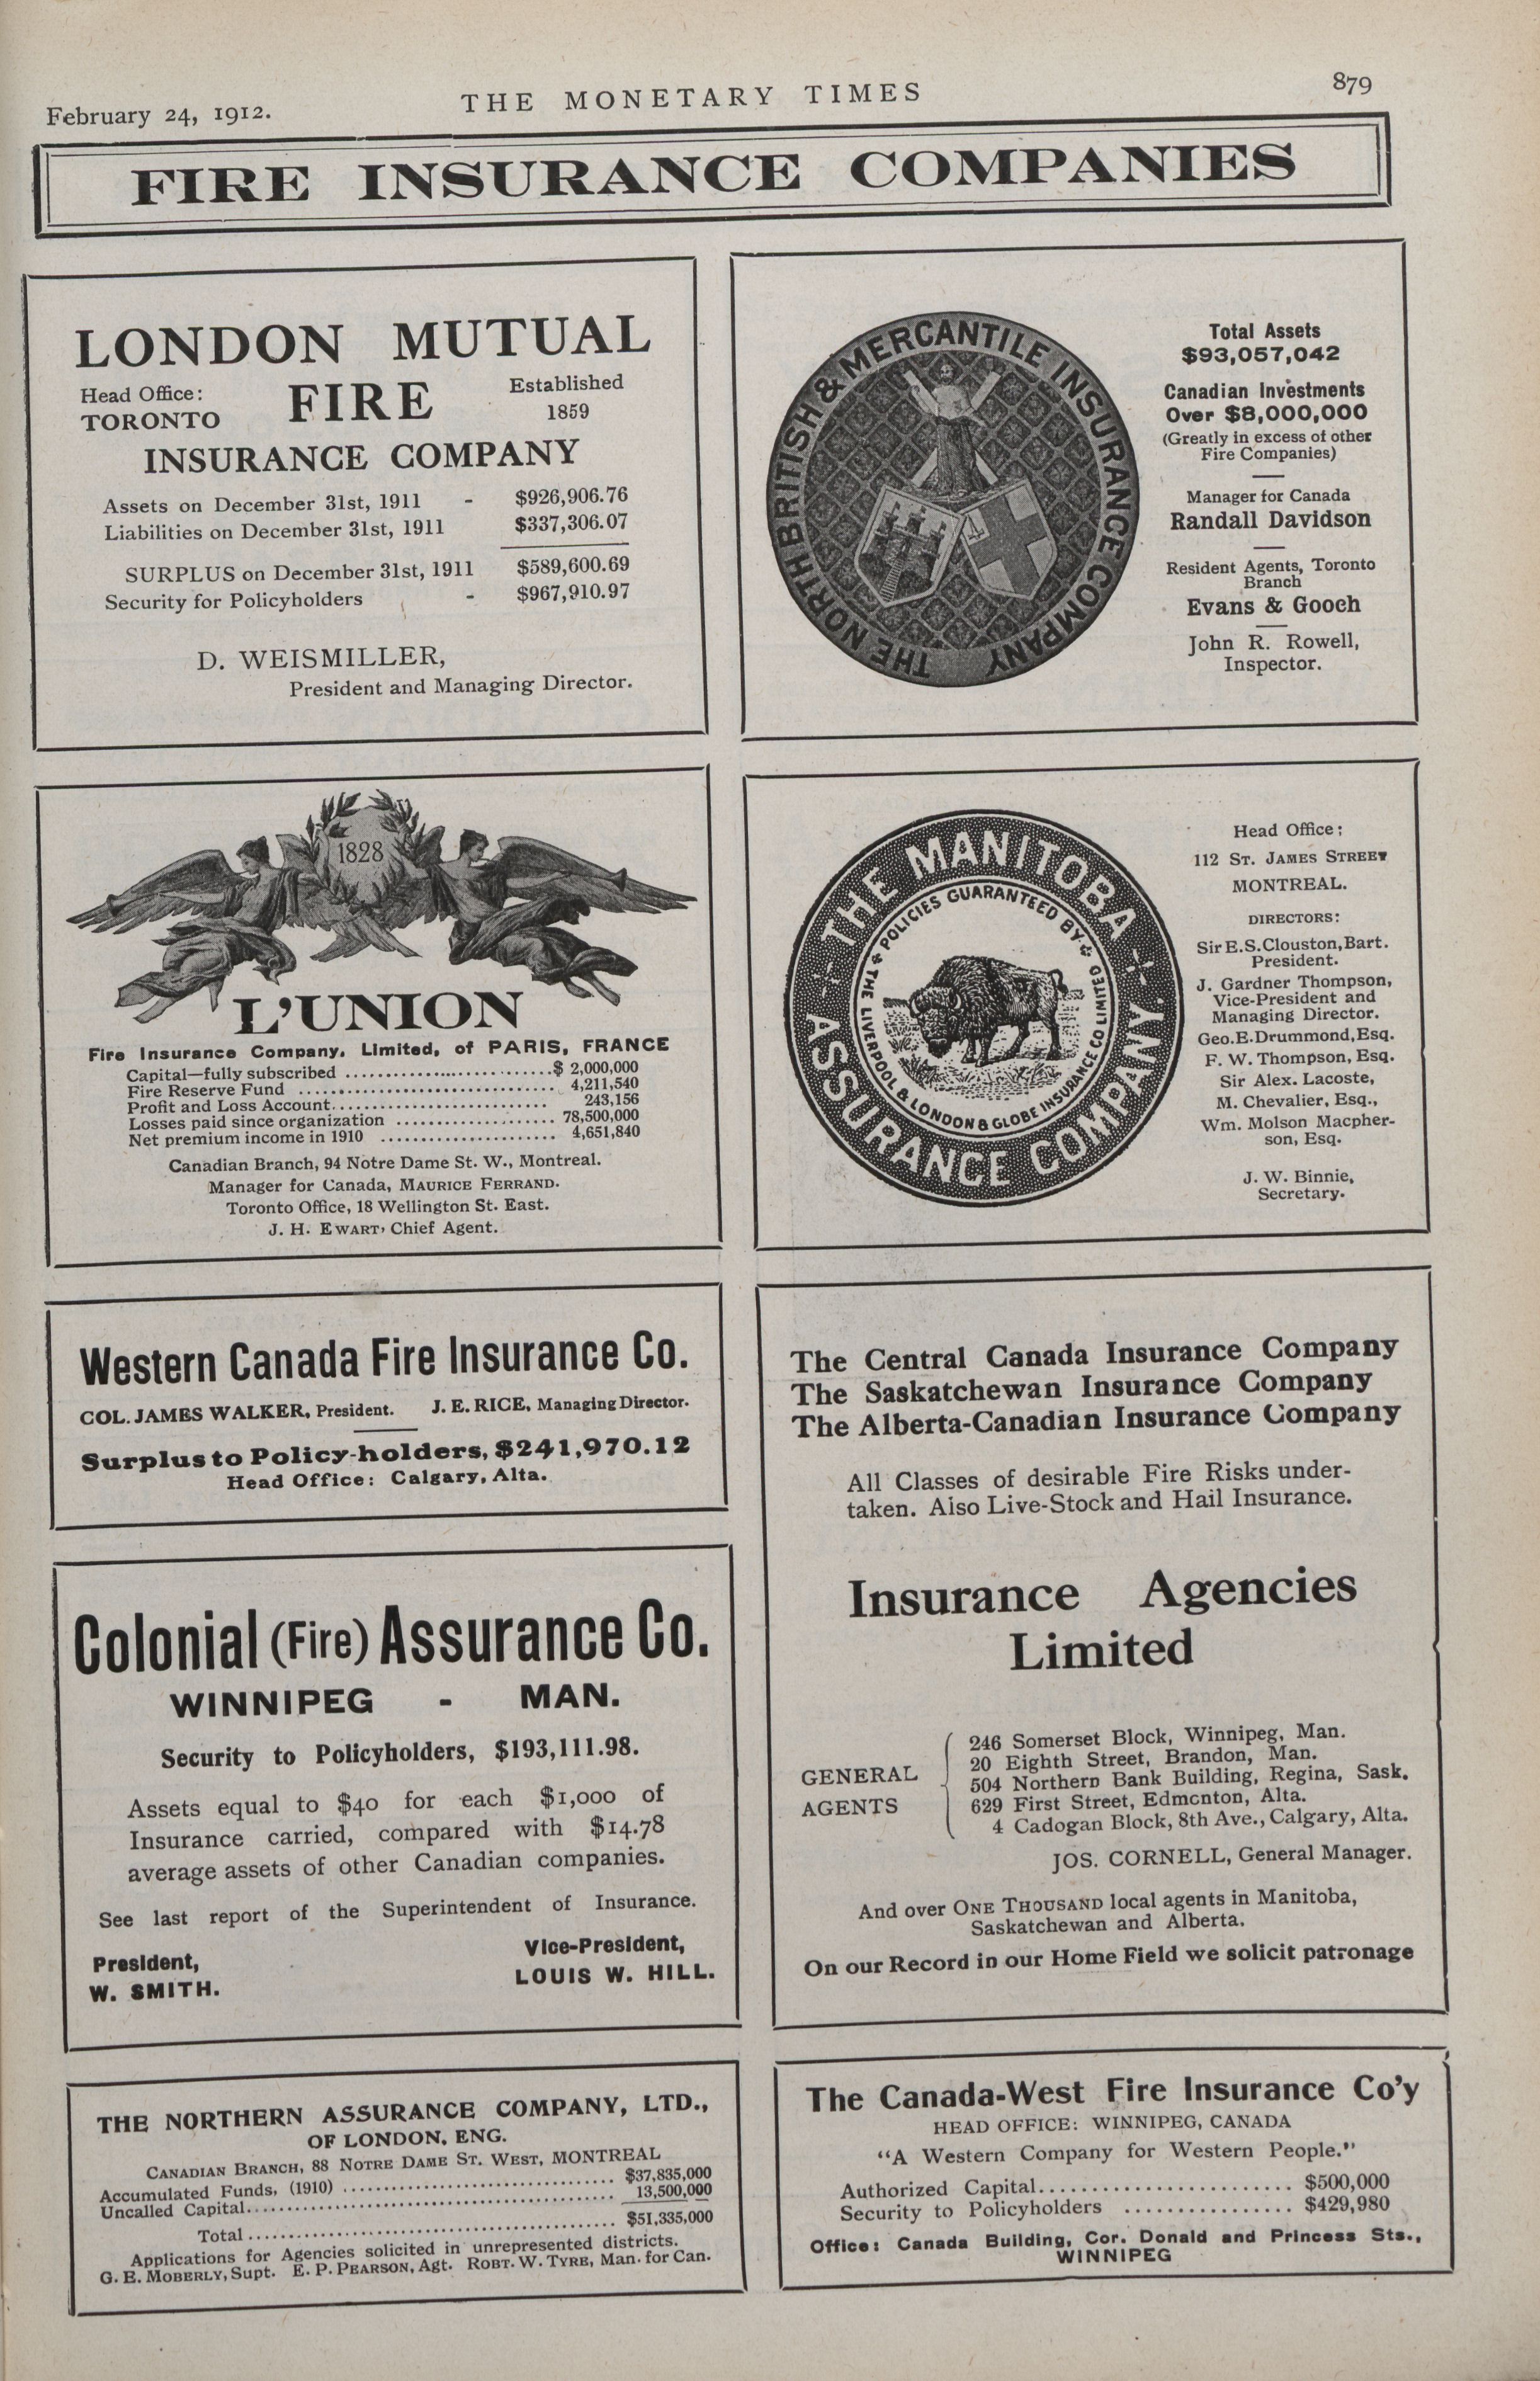 February 24, 1912.
THE MONETARY TIMES
879
FIRE INSURANCE COMPANIES
LONDON MUTUAL
Head Office:
TORONTO
FIRE
Established
1859
INSURANCE COMPANY
Assets on December 31st, 1911 - $926,906.76
Liabilities on December 31st, 1911 $337,306.07
SURPLUS on December 31st, 1911 $589,600.69
Security for Policyholders - $967,910.97
D. WEISMILLER,
President and Managing Director.
THE NORTH BRITISH & MERCANTILE INSURANCE COMPANY
Total Assets
$93,057,042
Canadian Investments
Over $8,000,000
(Greatly in excess of other
Fire Companies)
Manager for Canada
Randall Davidson
Resident Agents, Toronto
Branch
Evans & Gooch
John R. Rowell,
Inspector.
1828
L'UNION
Fire Insurance Company, Limited, of PARIS, FRANCE
Capital—fully subscribed ..............................$ 2,000,000
Fire Reserve Fund .................................. 4,211,540
Profit and Loss Account............................ 243,156
Losses paid since organization ..................... 78,500,000
Net premium income in 1910 ....................... 4,651,840
Canadian Branch, 94 Notre Dame St. W., Montreal.
Manager for Canada, MAURICE FERRAND.
Toronto Office, 18 Wellington St. East.
J. H. EWART, Chief Agent.
THE MANITOBA ASSURANCE COMPANY.
POLICIES GUARANTEED BY
THE LIVERPOOL & LONDON & GLOBE INSURANCE CO LIMITED
Head Office;
112 ST. JAMES STREET
MONTREAL.
DIRECTORS:
Sir E.S. Clouston, Bart.
President.
J. Gardner Thompson,
Vice-President and
Managing Director.
Geo. E. Drummond, Esq.
F. W. Thompson, Esq.
Sir Alex. Lacoste,
M. Chevalier, Esq.,
Wm. Molson Macpher-
son, Esq.
J. W. Binnie,
Secretary.
Western Canada Fire Insurance Co.
COL. JAMES WALKER, President. J. E. RICE, Managing Director.
Surplus to Policy-holders, $241,970.12
Head Office: Calgary, Alta.
The Central Canada Insurance Company
The Saskatchewan Insurance Company
The Alberta-Canadian Insurance Company
All Classes of desirable Fire Risks under-
taken. Also Live-Stock and Hail Insurance.
Insurance Agencies
Limited
GENERAL
AGENTS
246 Somerset Block, Winnipeg, Man.
20 Eighth Street, Brandon, Man.
504 Northern Bank Building, Regina, Sask.
629 First Street, Edmonton, Alta.
4 Cadogan Block, 8th Ave., Calgary, Alta.
JOS. CORNELL, General Manager.
And over ONE THOUSAND local agents in Manitoba,
Saskatchewan and Alberta.
On our Record in our Home Field we solicit patronage
Colonial (Fire) Assurance Co.
WINNIPEG - MAN.
Security to Policyholders, $193,111.98.
Assets equal to $40 for each $1,000 of
Insurance carried, compared with $14.78
average assets of other Canadian companies.
See last report of the Superintendent of Insurance.
President,
W. SMITH.
Vice-President,
LOUIS W. HILL.
THE NORTHERN ASSURANCE COMPANY, LTD.,
OF LONDON, ENG.
CANADIAN BRANCH, 88 NOTRE DAME ST. WEST, MONTREAL
Accumulated Funds, (1910) ................................... $37,835,000
Uncalled Capital................................................ 13,500,000
$51,335,000
Total ................................................
Applications for Agencies solicited in unrepresented districts.
G. E. MOBERLY, Supt. E. P. PEARSON, Agt. ROBT. W. TYRE, Man. for Can.
The Canada-West Fire Insurance Co'y
HEAD OFFICE: WINNIPEG, CANADA
"A Western Company for Western People."
Authorized Capital........................ $500,000
Security to Policyholders ................ $429,980
Office: Canada Building, Cor. Donald and Princess Sts.,
WINNIPEG